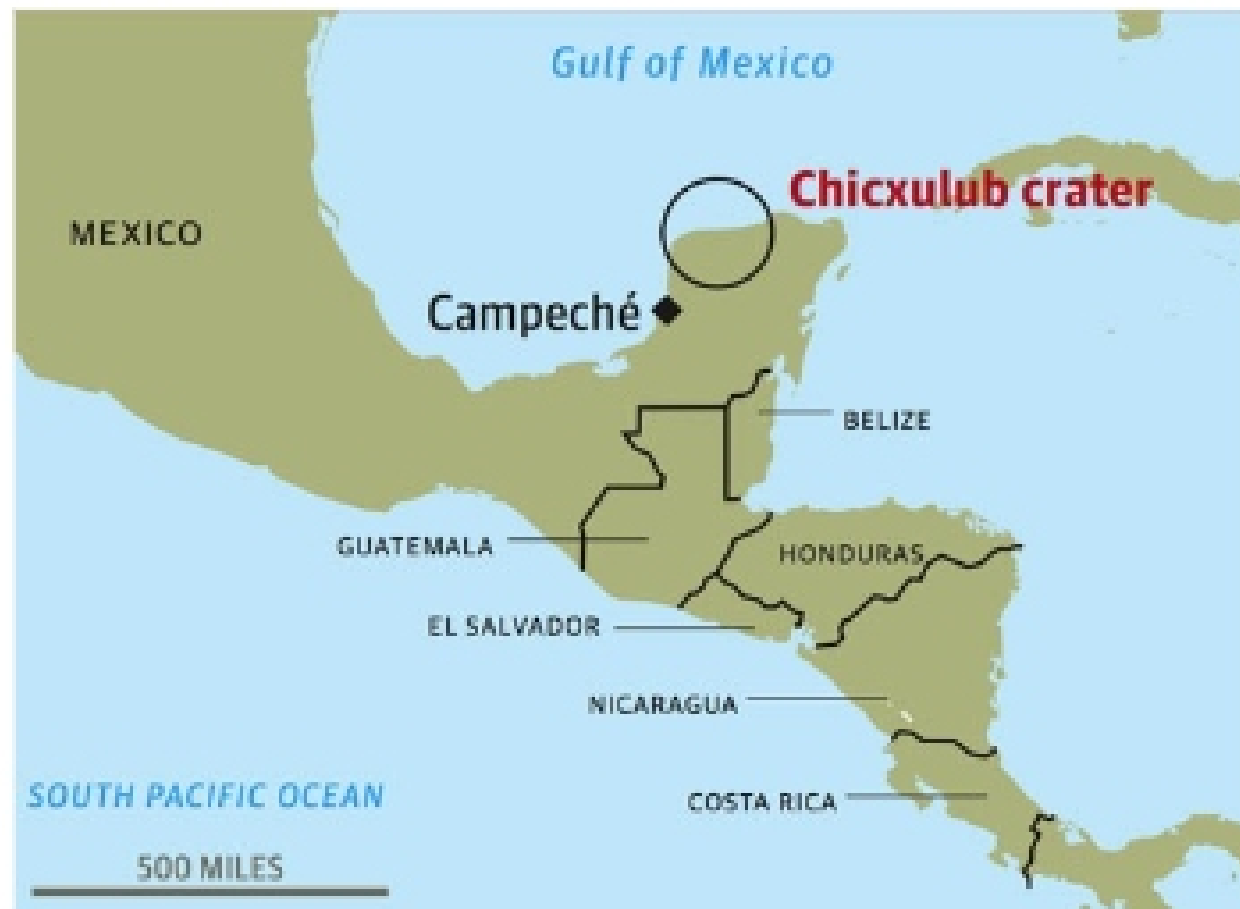 Gulf of Mexico
Chicxulub crater
MEXICO
Campeché
BELIZE
GUATEMALA
HONDURAS
EL SALVADOR
NICARAGUA
SOUTH PACIFIC OCEAN
COSTA RICA
500 MILES